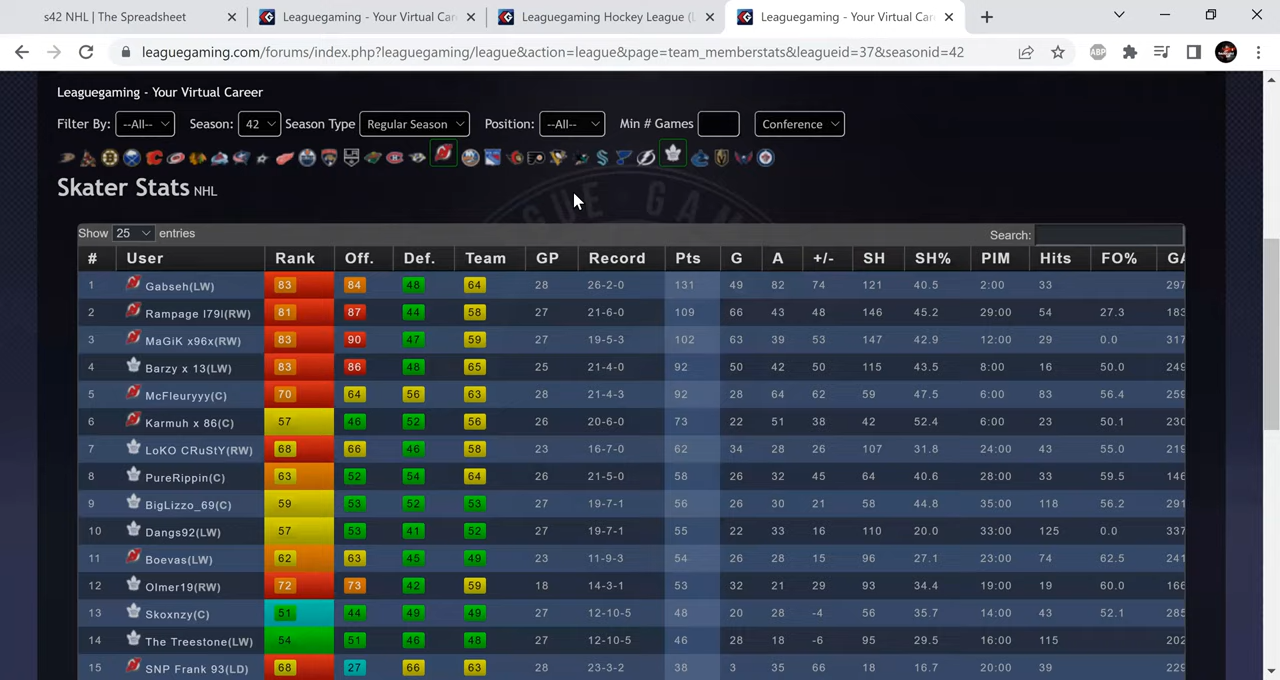 s42 NHL | The Spreadsheet
Leaguegaming - Your Virtual Car
Leaguegaming Hockey League (
Leaguegaming - Your Virtual Car
leaguegaming.com/forums/index.php?leaguegaming/league&action=league&page=team_memberstats&leagueid=37&seasonid=42
ABP
Leaguegaming - Your Virtual Career
Filter By: --All-- Season: 42 Season Type Regular Season Position: --All-- Min # Games Conference
Skater Stats NHL
Show 25 entries Search:
# User Rank Off. Def. Team GP Record Pts G A +/- SH SH% PIM Hits FO% GA
1 Gabseh(LW) 83 84 48 64 28 26-2-0 131 49 82 74 121 40.5 2:00 33 297
2 Rampage l79l(RW) 81 87 44 58 27 21-6-0 109 66 43 48 146 45.2 29:00 54 27.3 183
3 MaGiK x96x(RW) 83 90 47 59 27 19-5-3 102 63 39 53 147 42.9 12:00 29 0.0 317
4 Barzy x 13(LW) 83 86 48 65 25 21-4-0 92 50 42 50 115 43.5 8:00 16 50.0 249
5 McFleuryyy(C) 70 64 56 63 28 21-4-3 92 28 64 62 59 47.5 6:00 83 56.4 259
6 Karmuh x 86(C) 57 46 52 56 26 20-6-0 73 22 51 38 42 52.4 6:00 23 50.1 230
7 LoKO CRuStY(RW) 68 66 46 58 23 16-7-0 62 34 28 26 107 31.8 24:00 43 55.0 219
8 PureRippin(C) 63 52 54 64 26 21-5-0 58 26 32 45 64 40.6 28:00 33 59.5 146
9 BigLizzo_69(C) 59 53 52 53 27 19-7-1 56 26 30 21 58 44.8 35:00 118 56.2 291
10 Dangs92(LW) 57 53 41 52 27 19-7-1 55 22 33 16 110 20.0 33:00 125 0.0 337
11 Boevas(LW) 62 63 45 49 23 11-9-3 54 26 28 15 96 27.1 23:00 74 62.5 241
12 Olmer19(RW) 72 73 42 59 18 14-3-1 53 32 21 29 93 34.4 19:00 19 60.0 166
13 Skoxnzy(C) 51 44 49 49 27 12-10-5 48 20 28 -4 56 35.7 14:00 43 52.1 285
14 The Treestone(LW) 54 51 46 48 27 12-10-5 46 28 18 -6 95 29.5 16:00 115 202
15 SNP Frank 93(LD) 68 27 66 63 28 23-3-2 38 3 35 66 18 16.7 20:00 39 229